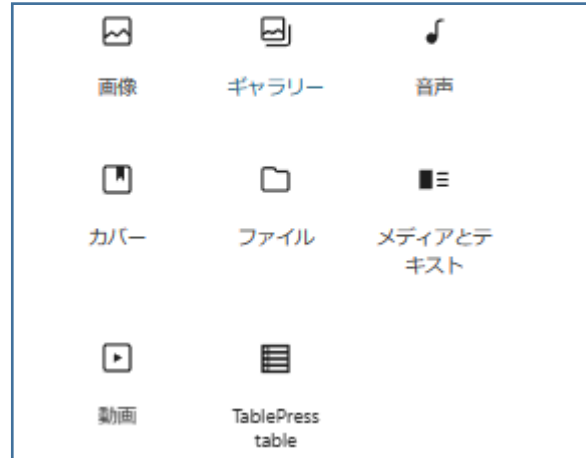 画像
ギャラリー
音声
カバー
ファイル
メディアとテ
キスト
動画
TablePress
table